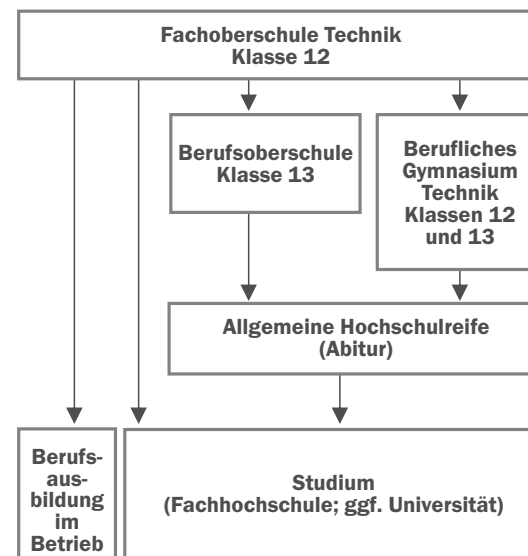 Fachoberschule Technik
Klasse 12
Berufsoberschule
Klasse 13
Berufliches
Gymnasium
Technik
Klassen 12
und 13
Allgemeine Hochschulreife
(Abitur)
Berufs-
aus-
bildung
im
Betrieb
Studium
(Fachhochschule; ggf. Universität)